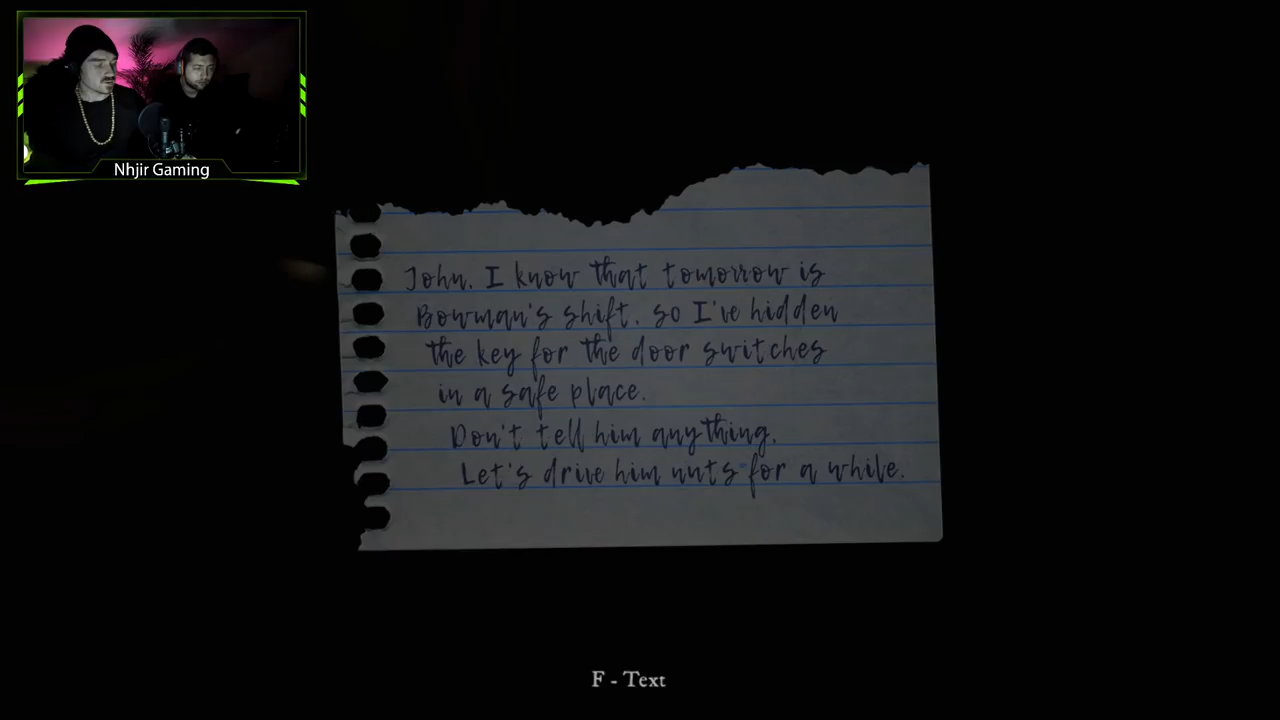 Nhjir Gaming
John, I know that tomorrow is
Bowman's shift, so I've hidden
the key for the door switches
in a safe place.
Don't tell him anything.
Let's drive him nuts for a while.
F - Text